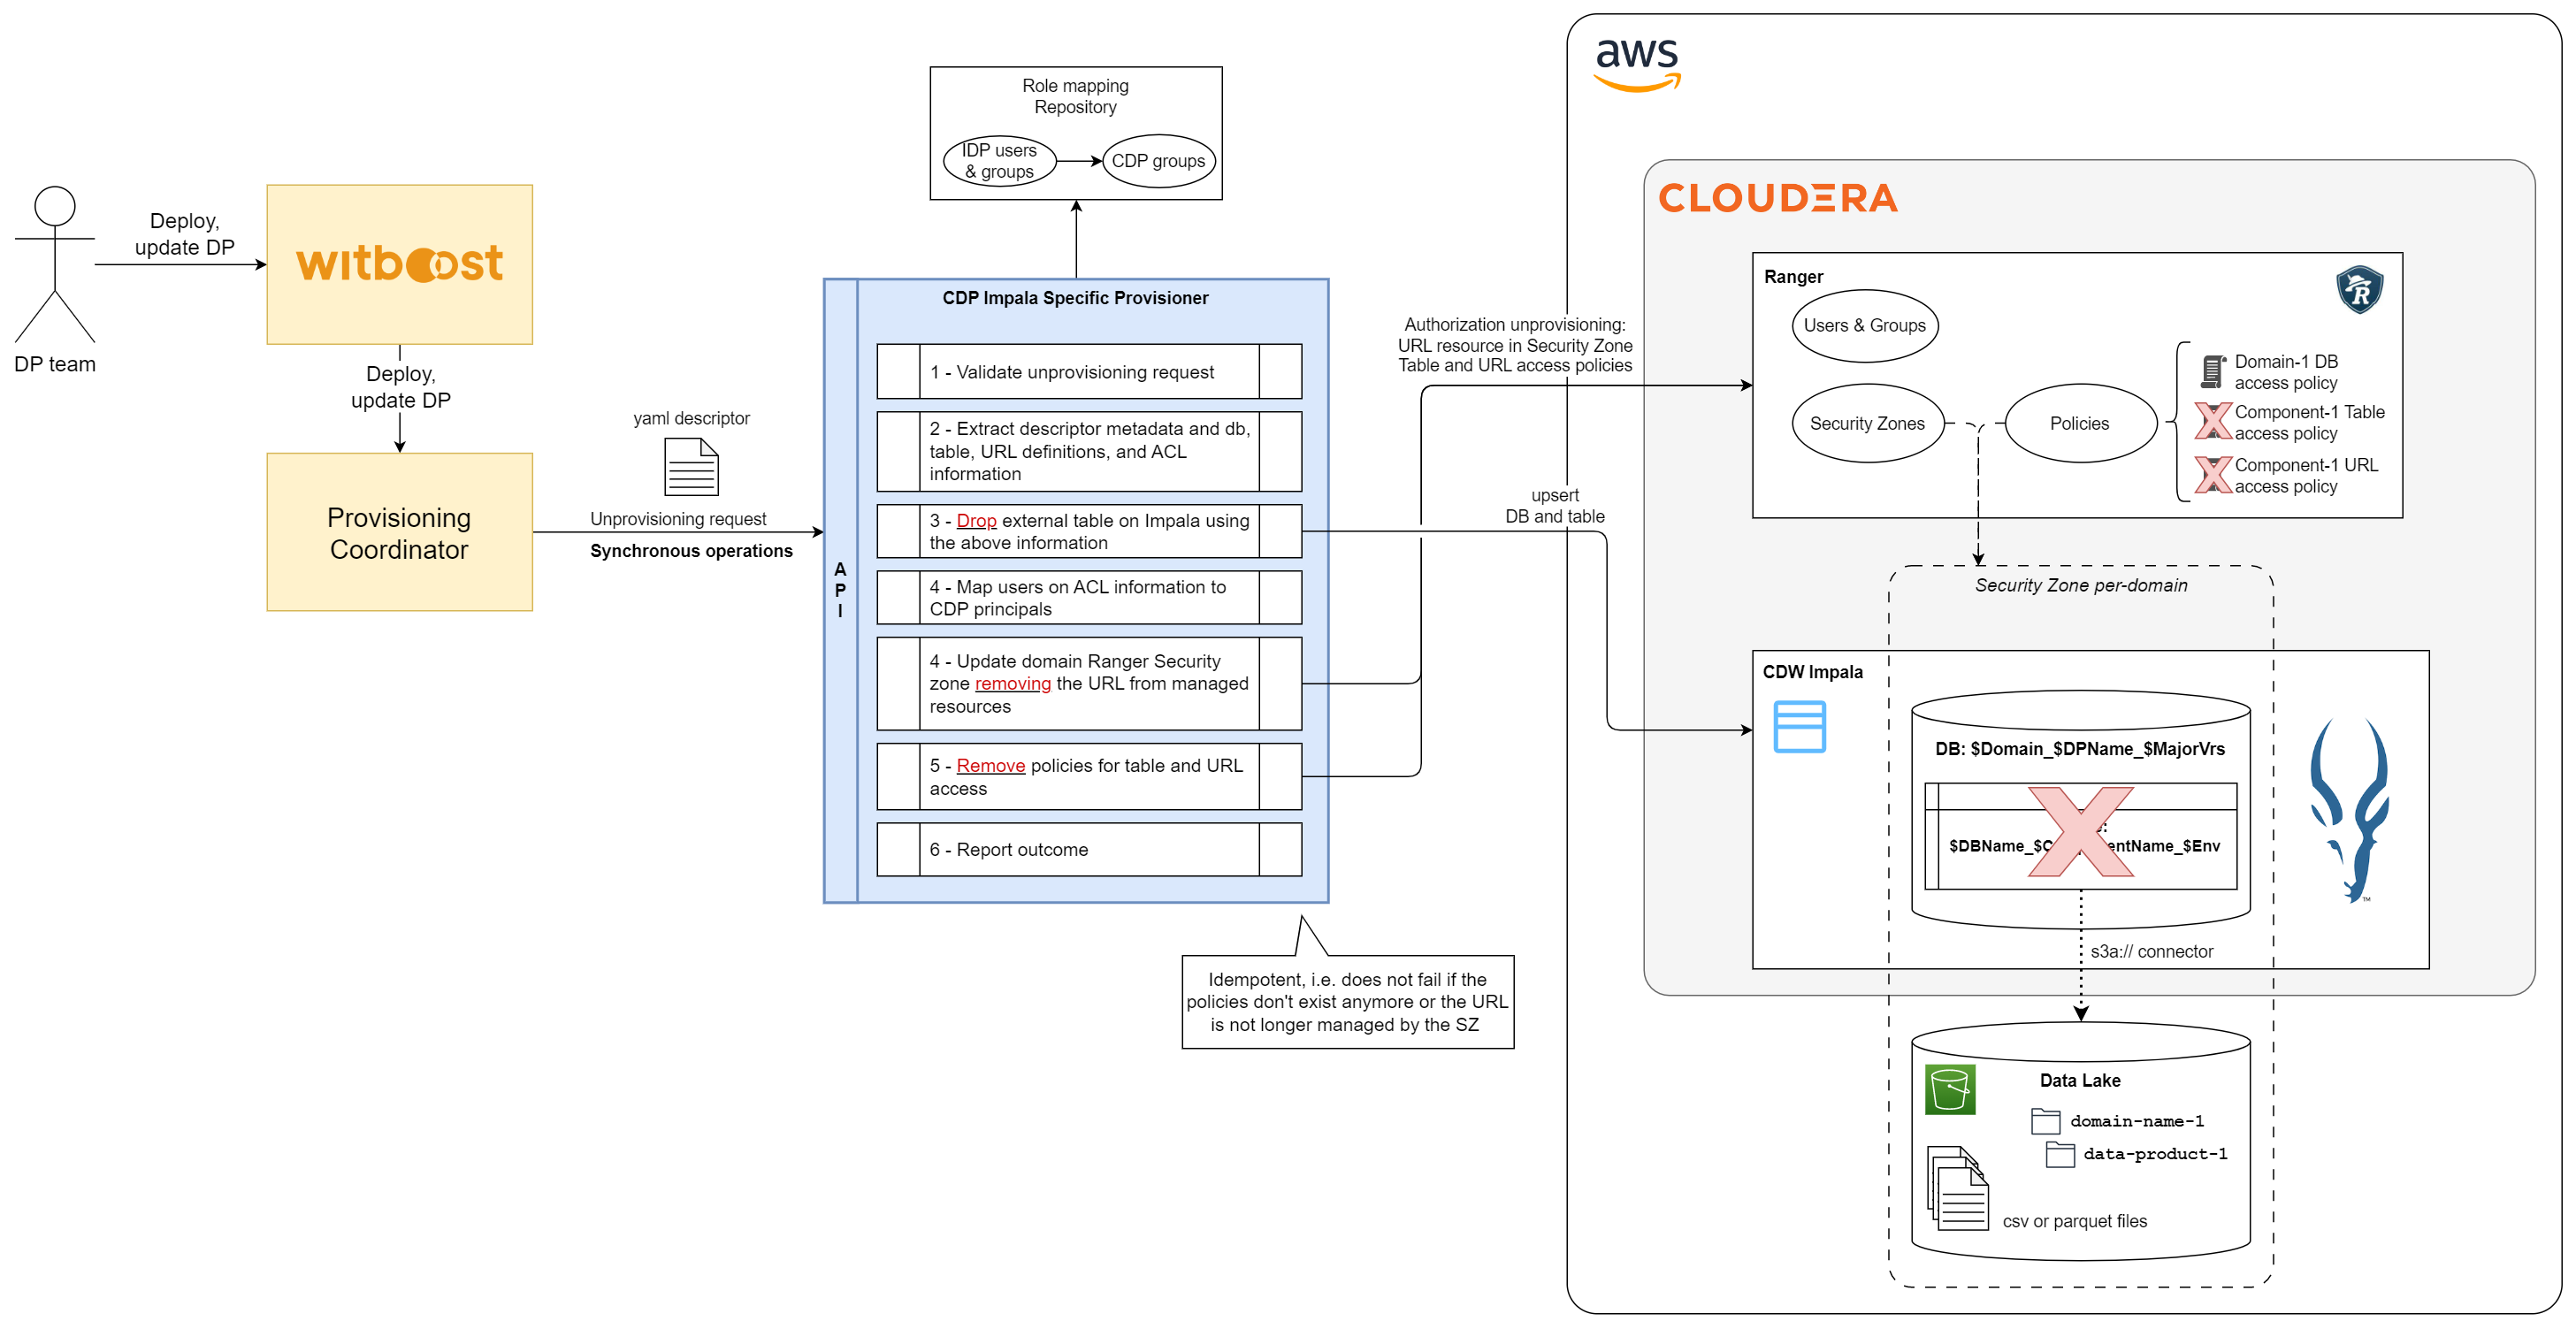 aws
Role mapping
Repository
IDP users
& groups
CDP groups
CLOUDERA
Deploy,
update DP
witboost
DP team
Deploy,
update DP
Provisioning
Coordinator
yaml descriptor
Unprovisioning request
Synchronous operations
API
CDP Impala Specific Provisioner
1 - Validate unprovisioning request
2 - Extract descriptor metadata and db,
table, URL definitions, and ACL
information
3 - Drop external table on Impala using
the above information
4 - Map users on ACL information to
CDP principals
4 - Update domain Ranger Security
zone removing the URL from managed
resources
5 - Remove policies for table and URL
access
6 - Report outcome
Idempotent, i.e. does not fail if the
policies don't exist anymore or the URL
is not longer managed by the SZ
Authorization unprovisioning:
URL resource in Security Zone
Table and URL access policies
upsert
DB and table
Ranger
R
Users & Groups
Security Zones
Policies
Domain-1 DB
access policy
Component-1 Table
access policy
Component-1 URL
access policy
Security Zone per-domain
CDW Impala
DB: $Domain_$DPName_$MajorVrs
TM
s3a:// connector
Data Lake
domain-name-1
data-product-1
csv or parquet files